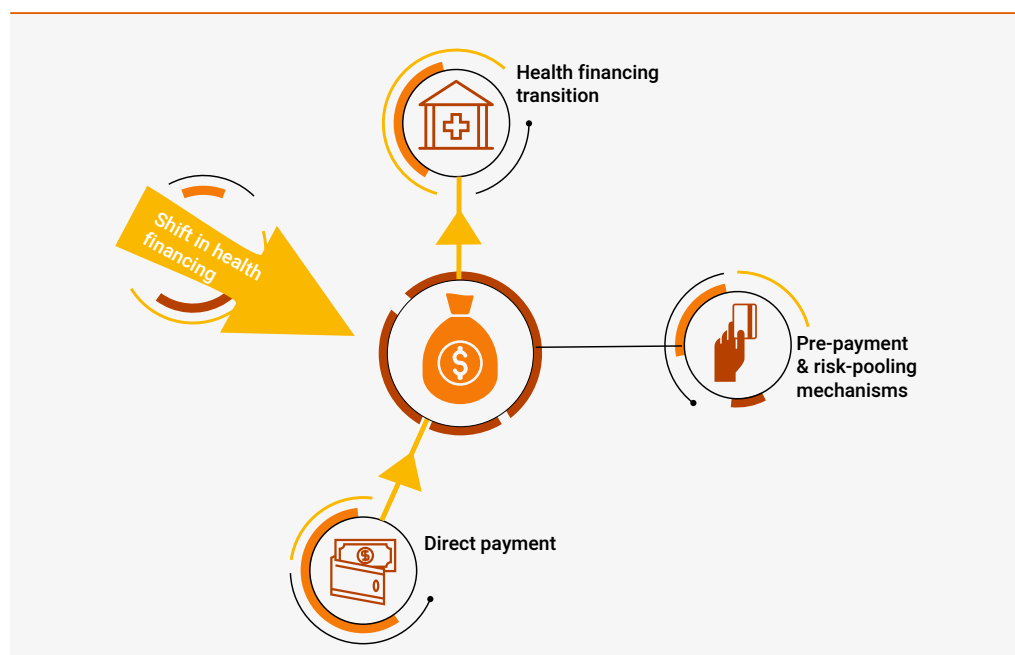 Health financing
transition
Shift in health
financing
$
Pre-payment
& risk-pooling
mechanisms
Direct payment
$